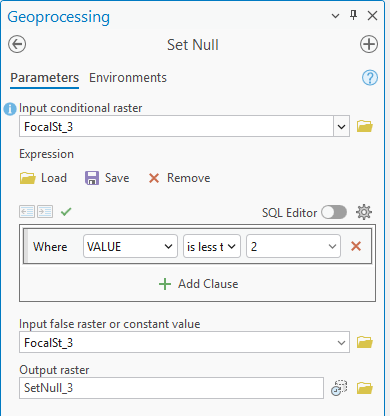 Geoprocessing
Set Null
Parameters Environments
Input conditional raster
FocalSt_3
Expression
Load Save Remove
SQL Editor
Where VALUE is less t 2
Add Clause
Input false raster or constant value
FocalSt_3
Output raster
SetNull_3